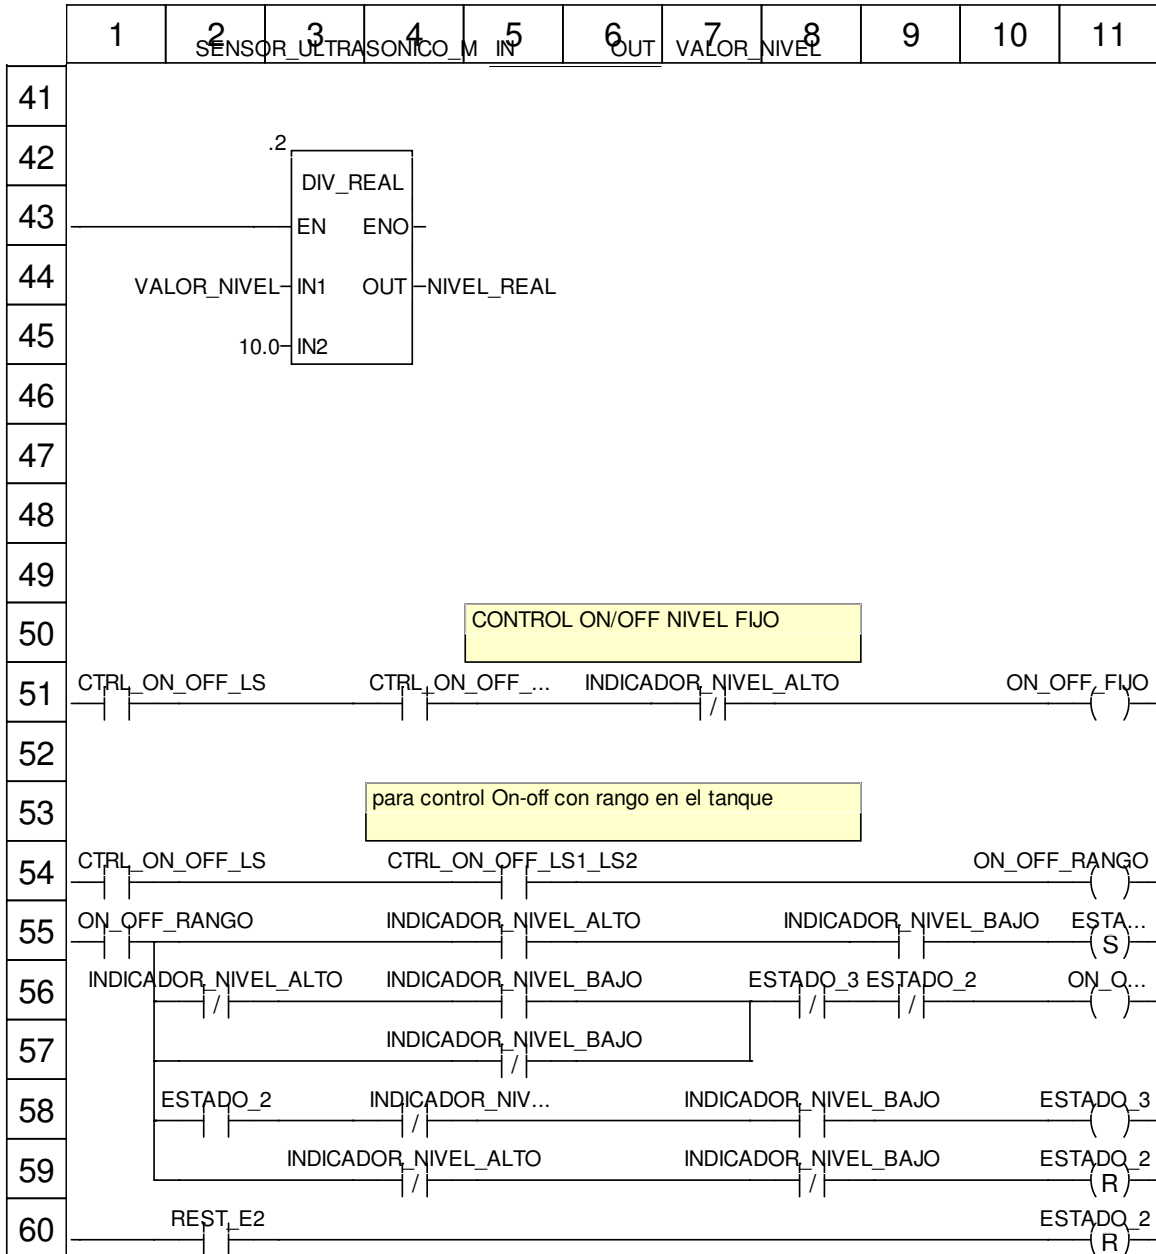 1 2 3 4 5 6 7 8 9 10 11
SENSOR_ULTRASONICO_M IN OUT VALOR_NIVEL
41
42 .2
DIV_REAL
43 EN ENO
44 VALOR_NIVEL IN1 OUT NIVEL_REAL
45 10.0 IN2
46
47
48
49
50 CONTROL ON/OFF NIVEL FIJO
51 CTRL_ON_OFF_LS CTRL_ON_OFF_... INDICADOR_NIVEL_ALTO ON_OFF_FIJO
/
52
53 para control On-off con rango en el tanque
54 CTRL_ON_OFF_LS CTRL_ON_OFF_LS1_LS2 ON_OFF_RANGO
55 ON_OFF_RANGO INDICADOR_NIVEL_ALTO INDICADOR_NIVEL_BAJO ESTA...
S
56 INDICADOR_NIVEL_ALTO INDICADOR_NIVEL_BAJO ESTADO_3 ESTADO_2 ON_O...
/ / /
57 INDICADOR_NIVEL_BAJO
/
58 ESTADO_2 INDICADOR_NIV... INDICADOR_NIVEL_BAJO ESTADO_3
/
59 INDICADOR_NIVEL_ALTO INDICADOR_NIVEL_BAJO ESTADO_2
/ / R
60 REST_E2 ESTADO_2
R